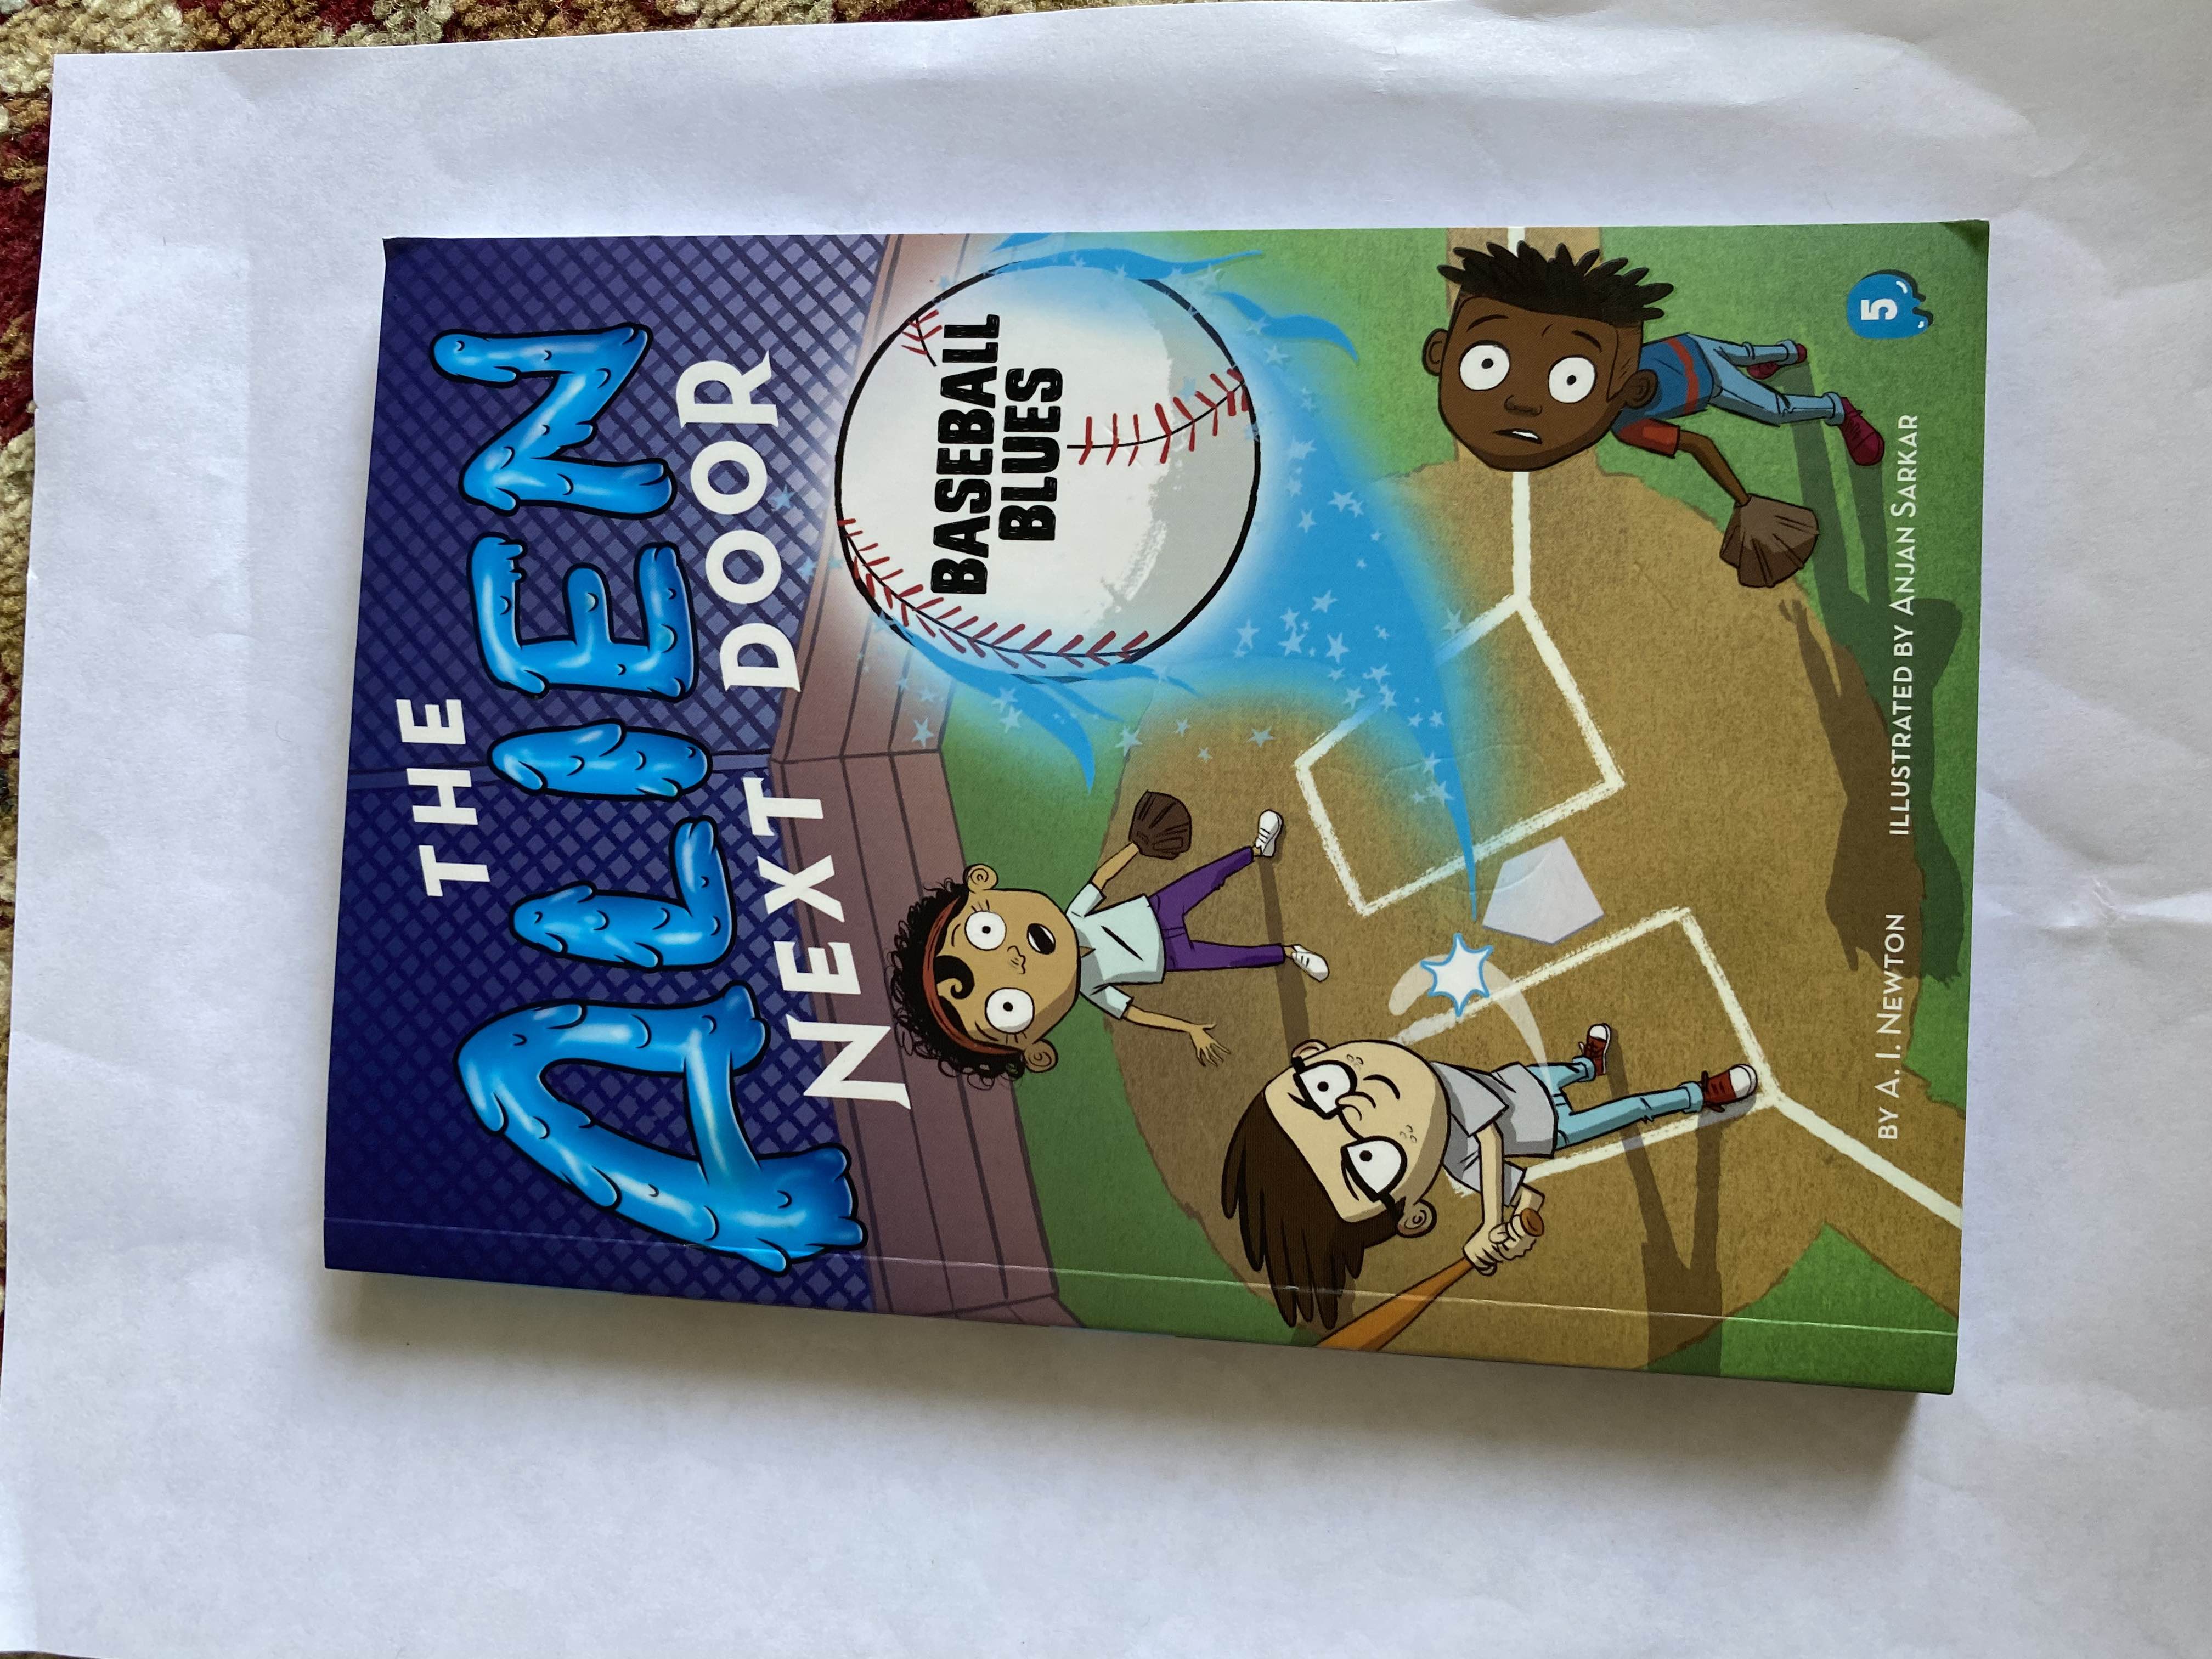 THE
ALIEN
NEXT DOOR
BASEBALL
BLUES
BY A. I. NEWTON
ILLUSTRATED BY ANJAN SARKAR
5